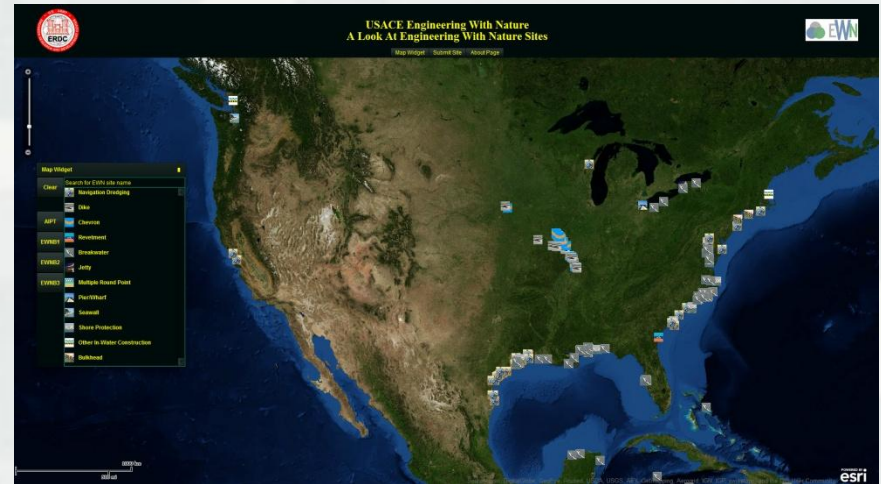 ERDC
USACE Engineering With Nature
A Look At Engineering With Nature Sites
EWN
Map Widget Submit Site About Page
Map Widget
Search for EWN site name
Clear
AIPT
EWNB1
EWNB2
EWNB3
Navigation Dredging
Dike
Chevron
Revetment
Breakwater
Jetty
Multiple Round Point
Pier/Wharf
Seawall
Shore Protection
Other In-Water Construction
Bulkhead
POWERED BY
esri